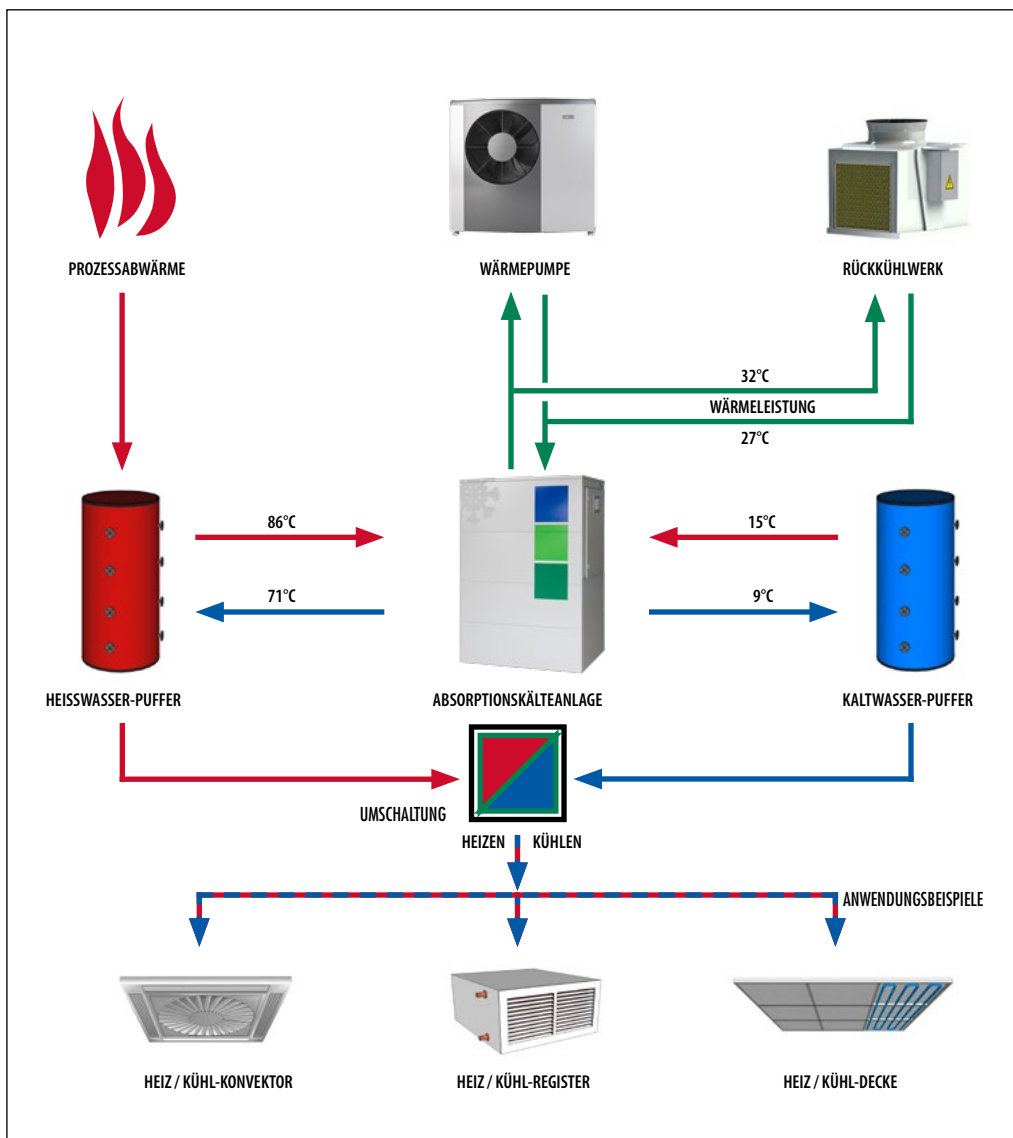 PROZESSABWÄRME
WÄRMEPUMPE
RÜCKKÜHLWERK
32°C
WÄRMELEISTUNG
27°C
86°C
15°C
71°C
9°C
HEISSWASSER-PUFFER
ABSORPTIONSKÄLTEANLAGE
KALTWASSER-PUFFER
UMSCHALTUNG
HEIZEN
KÜHLEN
ANWENDUNGSBEISPIELE
HEIZ / KÜHL-KONVEKTOR
HEIZ / KÜHL-REGISTER
HEIZ / KÜHL-DECKE